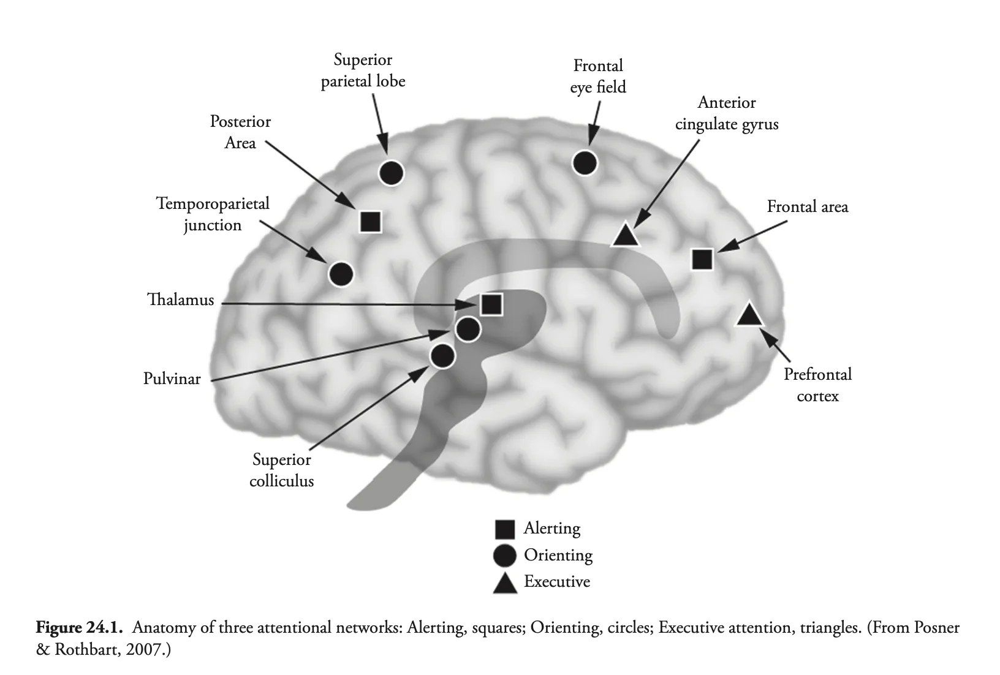 Superior
parietal lobe
Frontal
eye field
Anterior
cingulate gyrus
Posterior
Area
Temporoparietal
junction
Frontal area
Thalamus
Pulvinar
Prefrontal
cortex
Superior
colliculus
Alerting
Orienting
Executive
Figure 24.1. Anatomy of three attentional networks: Alerting, squares; Orienting, circles; Executive attention, triangles. (From Posner
& Rothbart, 2007.)